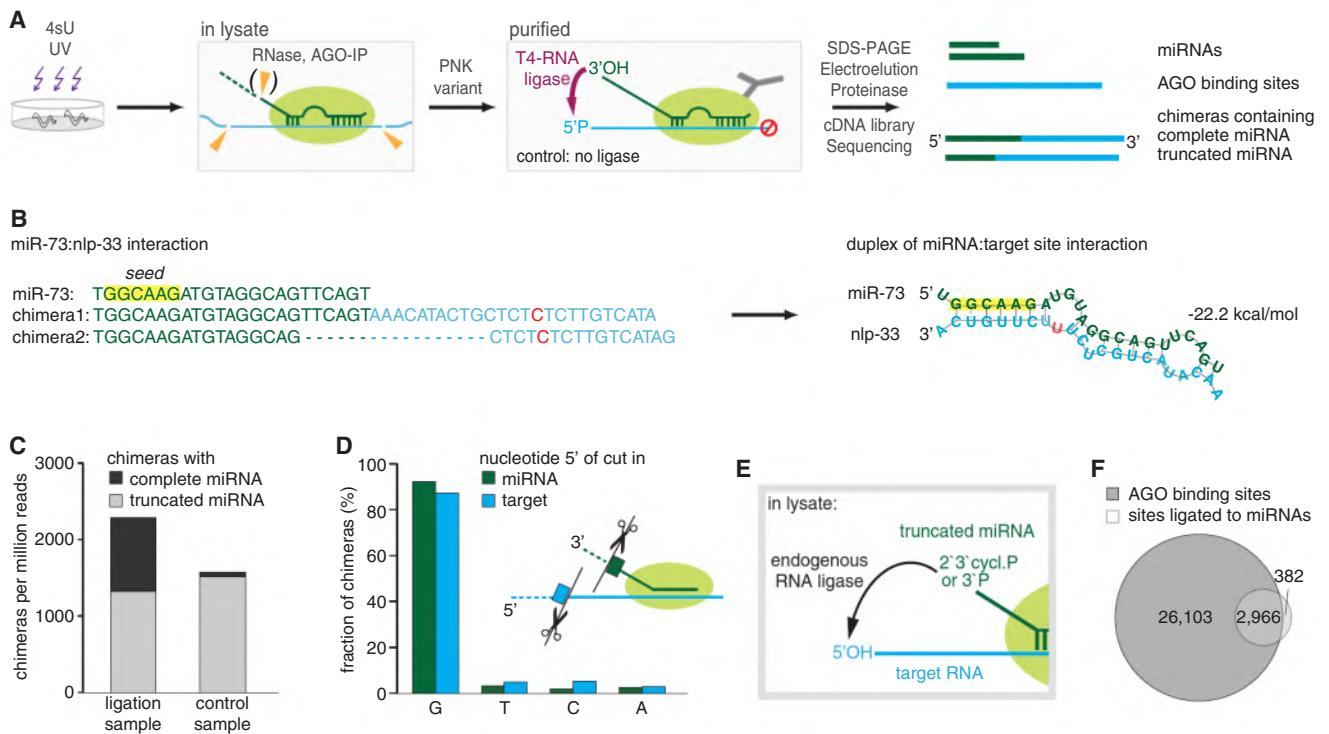 A
4sU
UV
in lysate
RNase, AGO-IP
( )
PNK
variant
purified
T4-RNA
ligase
3'OH
5'P
control: no ligase
SDS-PAGE
Electroelution
Proteinase
cDNA library
Sequencing
miRNAs
AGO binding sites
chimeras containing
5' 3' complete miRNA
truncated miRNA
B
miR-73:nlp-33 interaction
seed
miR-73: TGGCAAGATGTAGGCAGTTCAGT
chimera1: TGGCAAGATGTAGGCAGTTCAGTAAACATACTGCTCTCTCTTGTCATA
chimera2: TGGCAAGATGTAGGCAG------------------CTCTCTCTTGTCATAG
duplex of miRNA:target site interaction
miR-73 5' UGGCAAGAUGUAGGCAGUUCAGU
nlp-33 3' ACUGUUCUUUCUCGUCAUACAAA
-22.2 kcal/mol
C
chimeras with
complete miRNA
truncated miRNA
chimeras per million reads
3000
2000
1000
0
ligation
sample
control
sample
D
nucleotide 5' of cut in
miRNA
target
fraction of chimeras (%)
100
80
60
40
20
0
G T C A
3'
5'
E
in lysate:
truncated miRNA
endogenous
RNA ligase
2`3`cycl.P
or 3`P
5'OH
target RNA
F
AGO binding sites
sites ligated to miRNAs
382
26,103
2,966